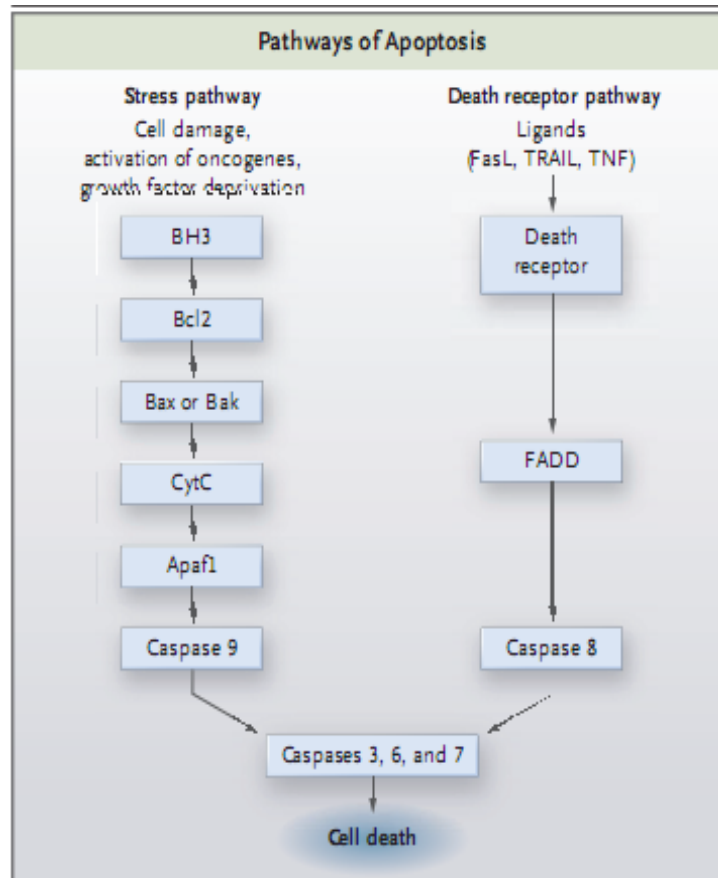 Pathways of Apoptosis
Stress pathway
Cell damage,
activation of oncogenes,
growth factor deprivation
BH3
Bcl2
Bax or Bak
CytC
Apaf1
Caspase 9
Death receptor pathway
Ligands
(FasL, TRAIL, TNF)
Death
receptor
FADD
Caspase 8
Caspases 3, 6, and 7
Cell death